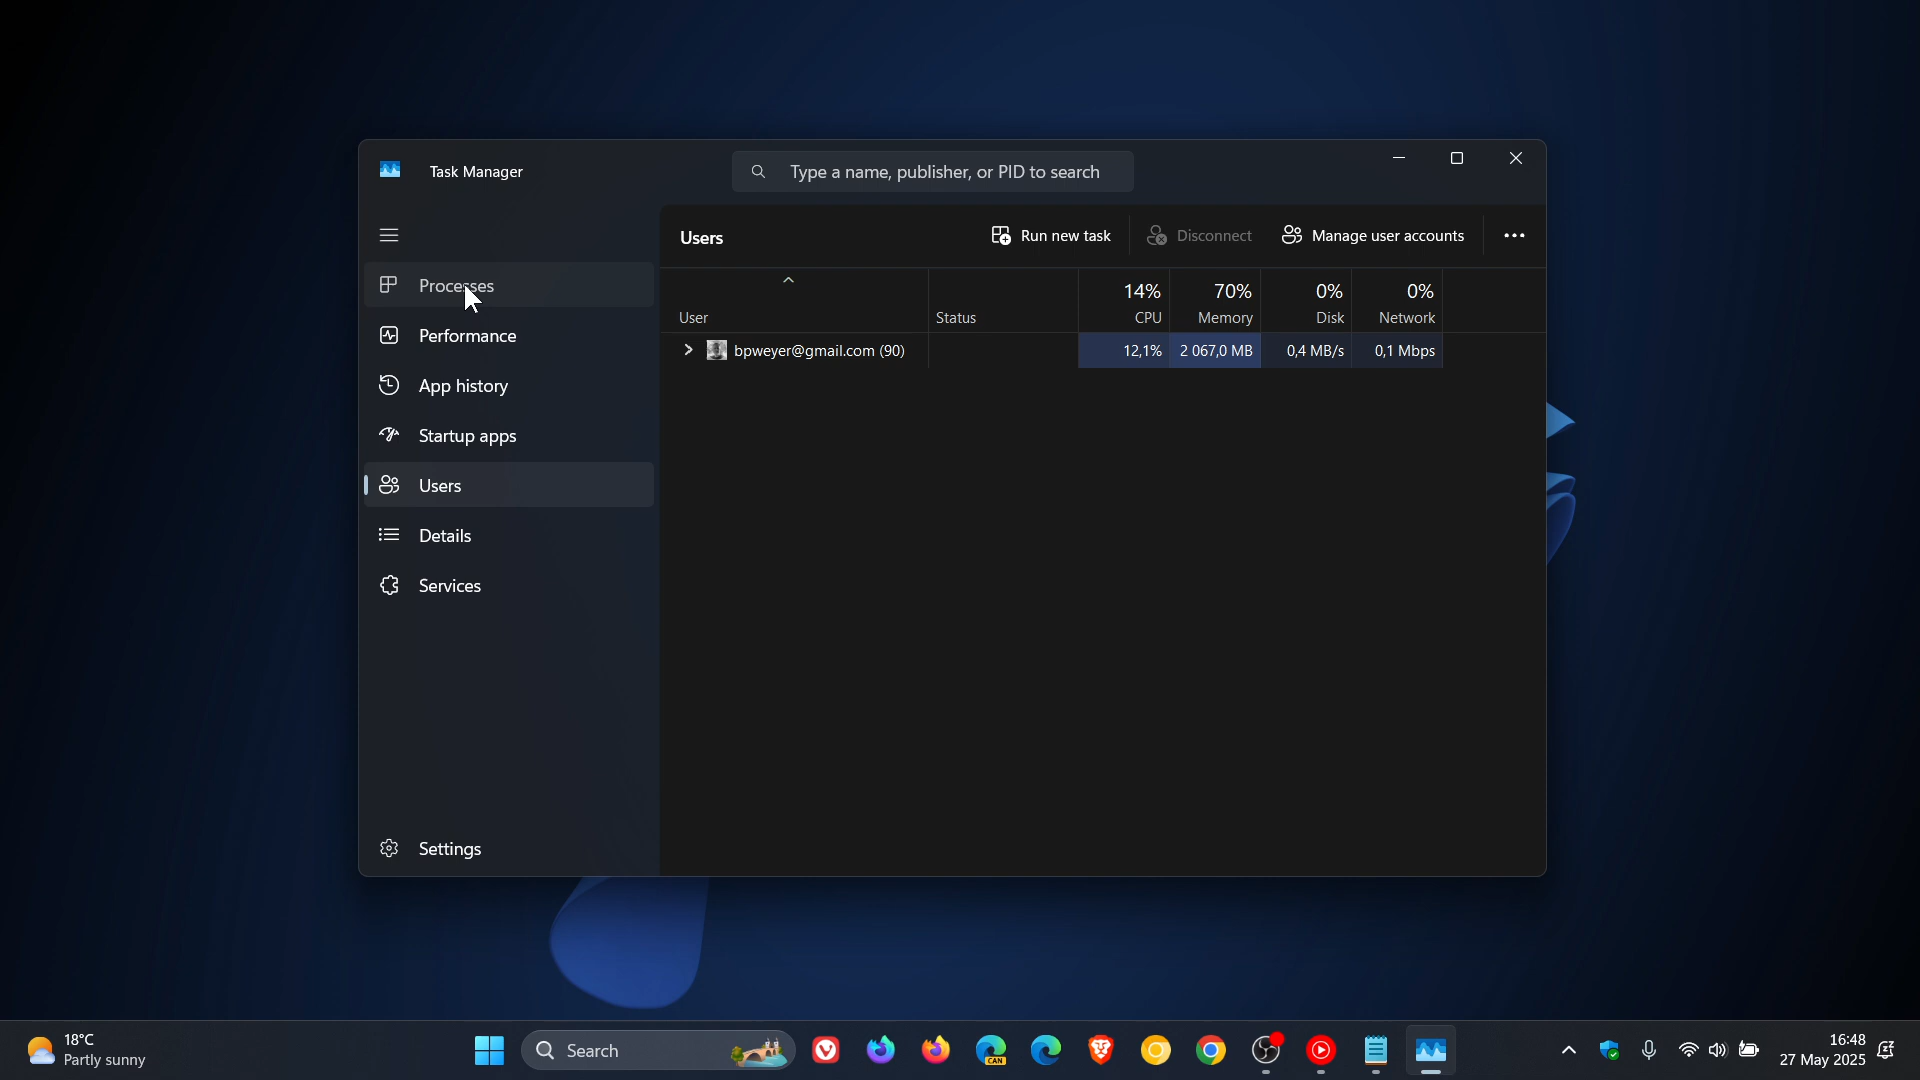 Task Manager
Type a name, publisher, or PID to search
Users
Run new task
Disconnect
Manage user accounts
Processes
Performance
App history
Startup apps
Users
Details
Services
Settings
14% 70% 0% 0%
User Status CPU Memory Disk Network
bpweyer@gmail.com (90) 12,1% 2 067,0 MB 0,4 MB/s 0,1 Mbps
18°C
Partly sunny
Search
CAN
16:48
27 May 2025